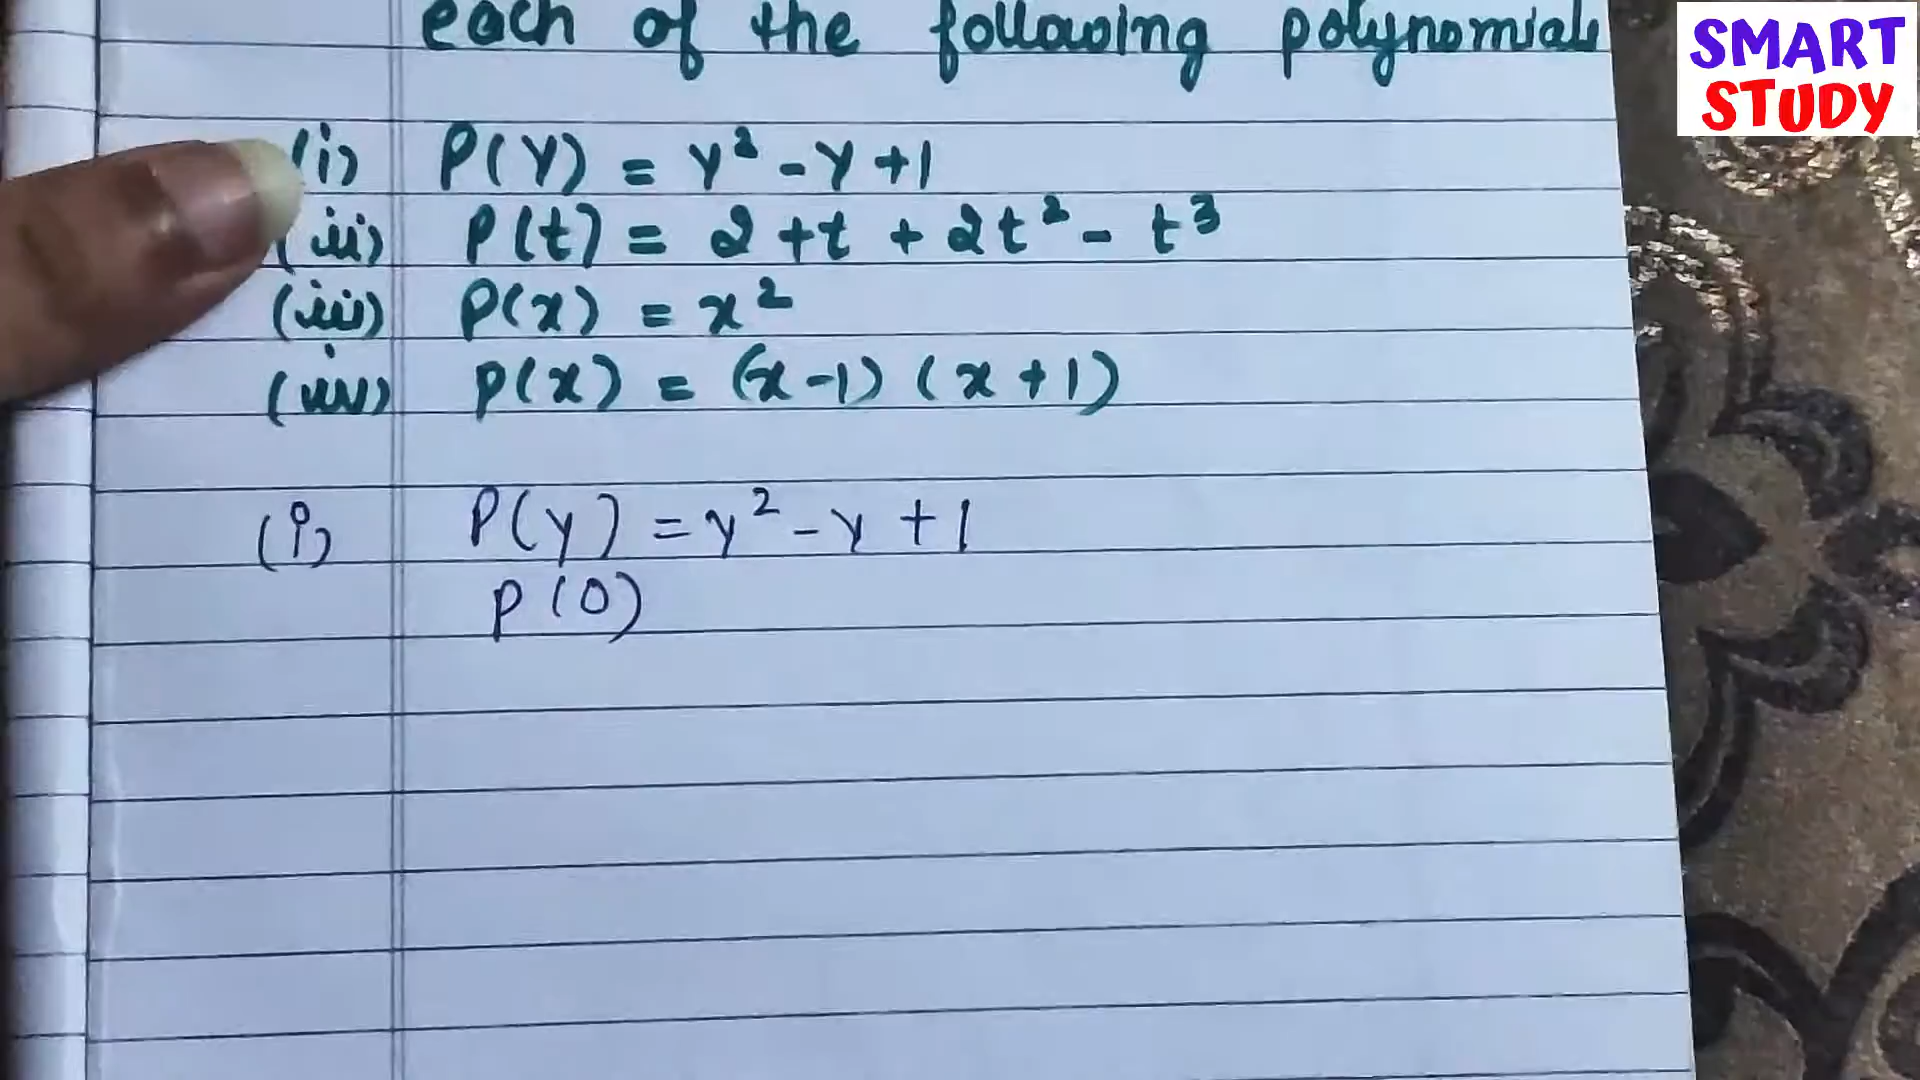 each of the following polynomials
SMART
STUDY
(i) P(y) = y² - y + 1
(ii) P(t) = 2 + t + 2t² - t³
(iii) P(x) = x²
(iv) p(x) = (x - 1) (x + 1)
(i) P(y) = y² - y + 1
p(0)